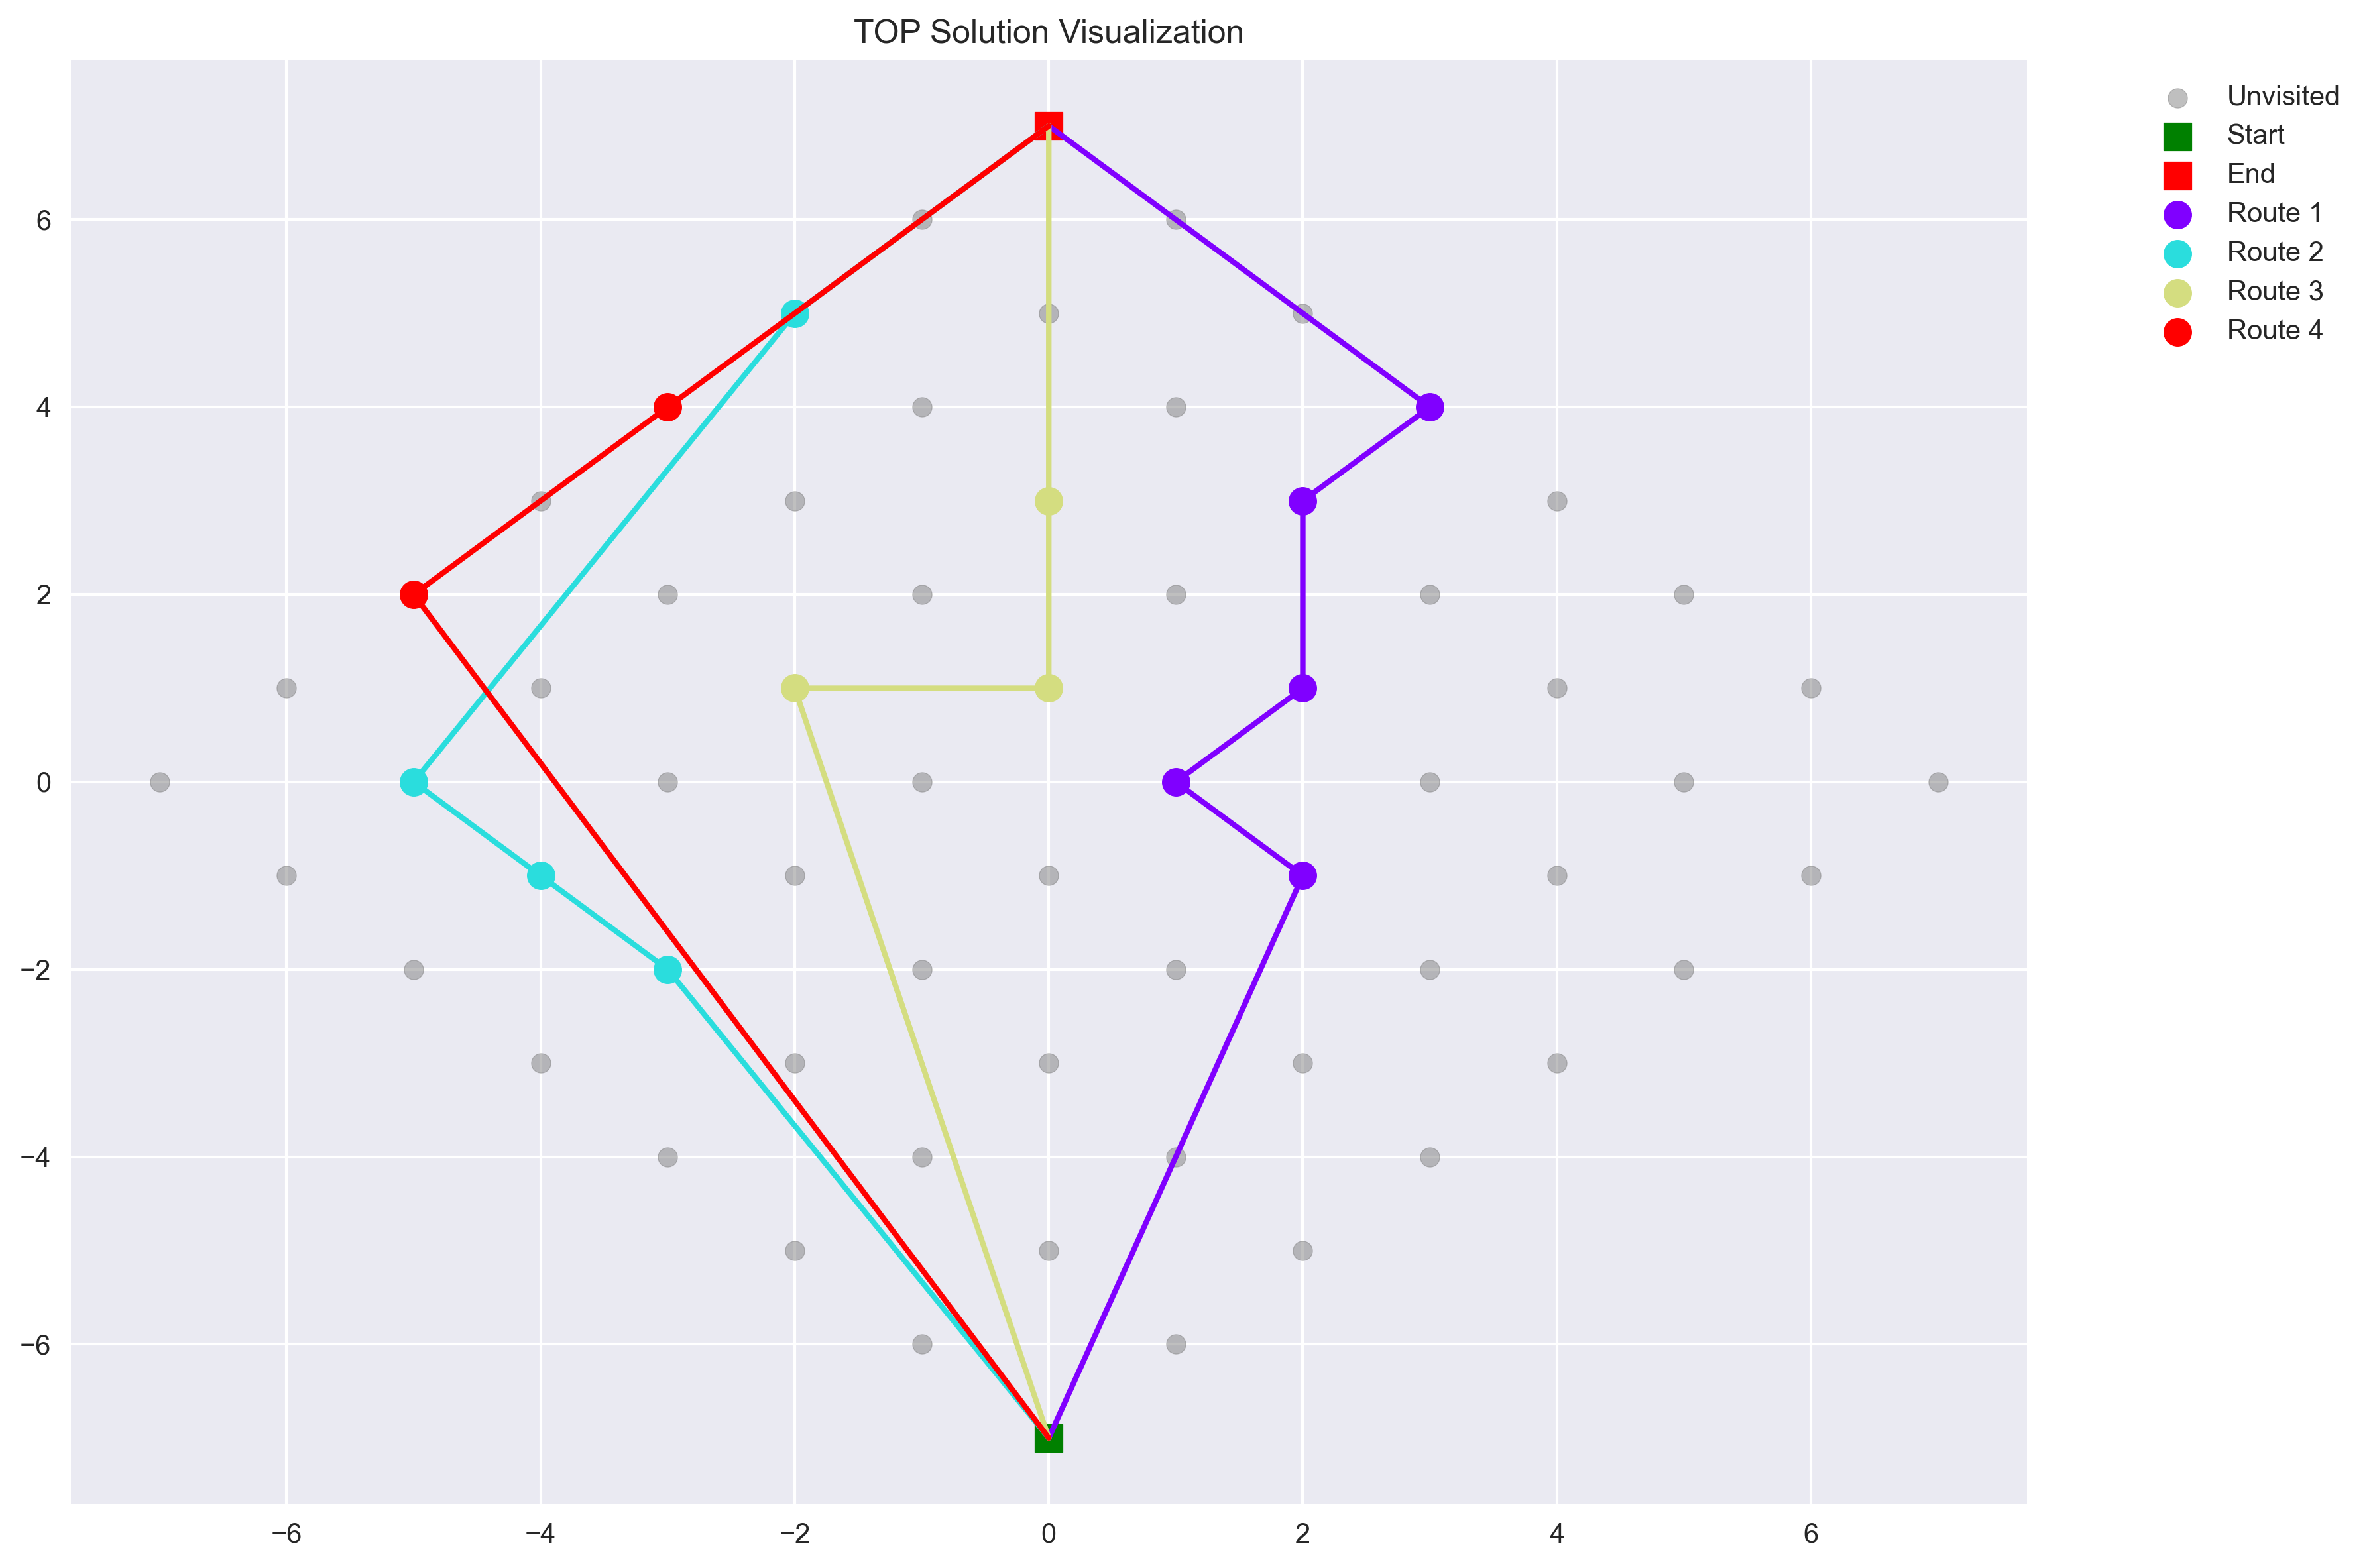 TOP Solution Visualization
Unvisited
Start
End
Route 1
Route 2
Route 3
Route 4
6
4
2
0
−2
−4
−6
−6
−4
−2
0
2
4
6